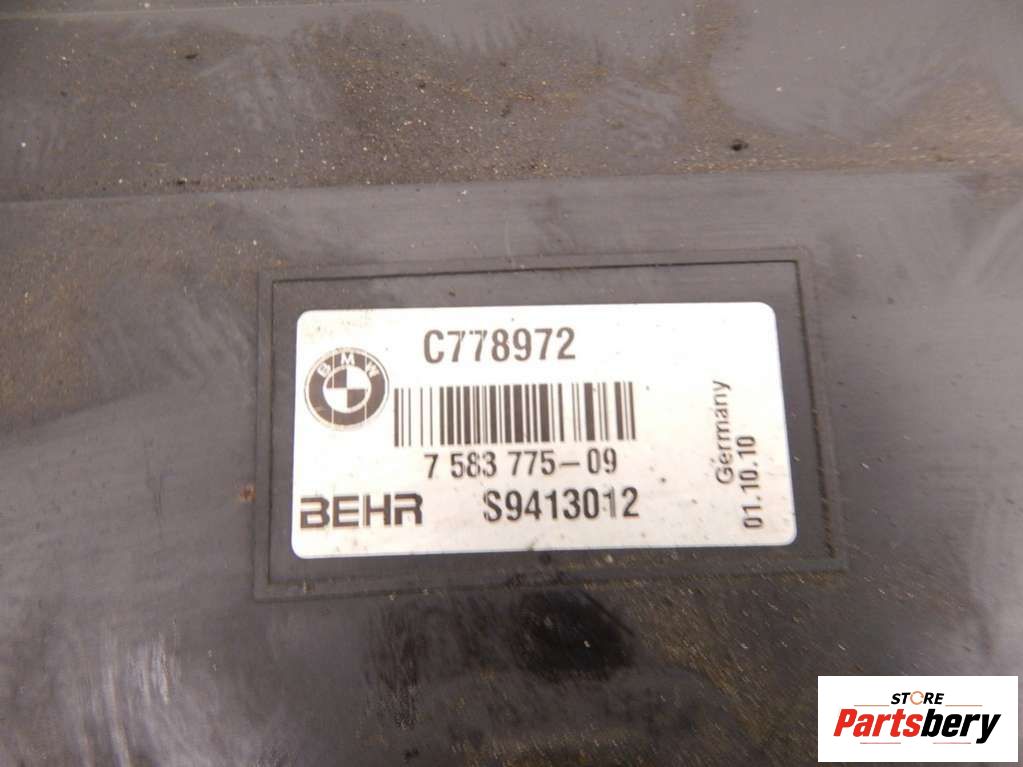 C778972
BMW
7 583 775-09
BEHR S9413012
Germany
01.10.10
STORE
Partsbery